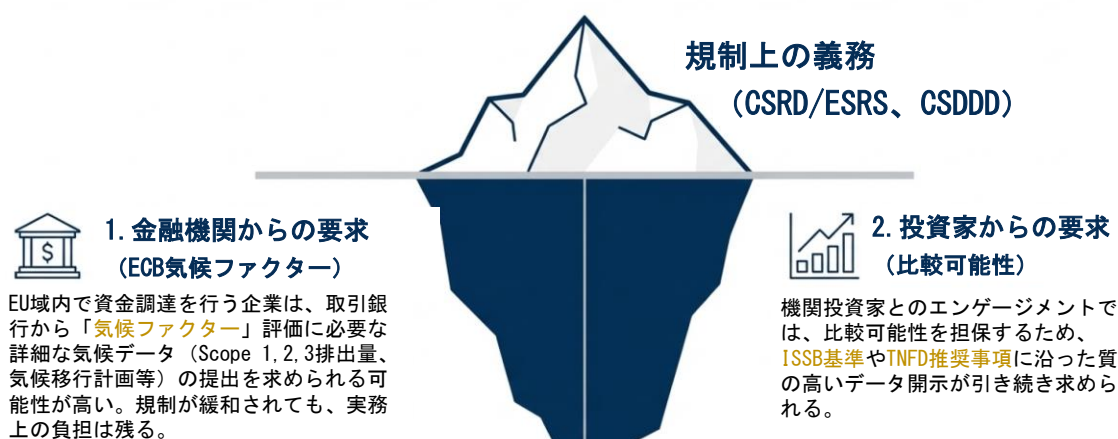 規制上の義務
（CSRD/ESRS、CSDDD）
1.金融機関からの要求
（ECB気候ファクター）
EU域内で資金調達を行う企業は、取引銀
行から「気候ファクター」評価に必要な
詳細な気候データ（Scope 1,2,3排出量、
気候移行計画等）の提出を求められる可
能性が高い。規制が緩和されても、実務
上の負担は残る。
2.投資家からの要求
（比較可能性）
機関投資家とのエンゲージメントで
は、比較可能性を担保するため、
ISSB基準やTNFD推奨事項に沿った質
の高いデータ開示が引き続き求めら
れる。
$